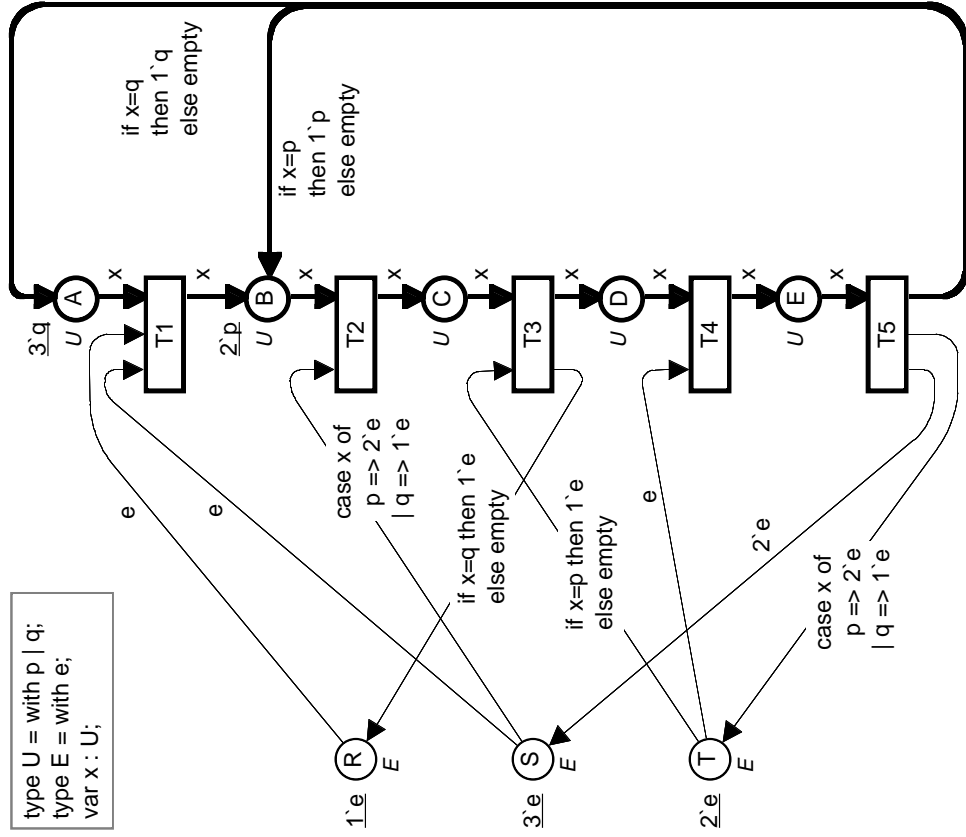 type U = with p | q;
type E = with e;
var x : U;
if x=q
then 1`q
else empty
if x=p
then 1`p
else empty
3`q
A
U
x
e
e
T1
x
2`p
B
U
x
case x of
p => 2`e
| q => 1`e
T2
x
C
U
x
if x=q then 1`e
else empty
T3
x
if x=p then 1`e
else empty
D
U
x
e
T4
x
E
U
x
T5
2`e
case x of
p => 2`e
| q => 1`e
R
E
1`e
S
E
3`e
T
E
2`e